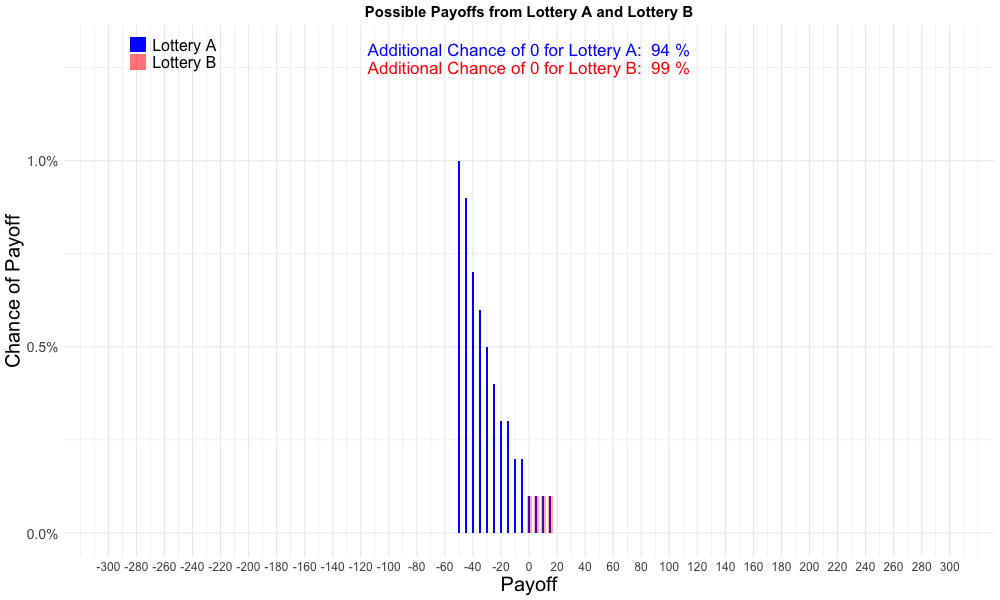 Possible Payoffs from Lottery A and Lottery B
Lottery A
Lottery B
Additional Chance of 0 for Lottery A:  94 %
Additional Chance of 0 for Lottery B:  99 %
Chance of Payoff
1.0%
0.5%
0.0%
-300 -280 -260 -240 -220 -200 -180 -160 -140 -120 -100 -80 -60 -40 -20 0 20 40 60 80 100 120 140 160 180 200 220 240 260 280 300
Payoff